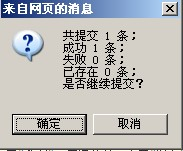 来自网页的消息
共提交 1 条；
成功 1 条；
失败 0 条；
已存在 0 条；
是否继续提交？
确定
取消